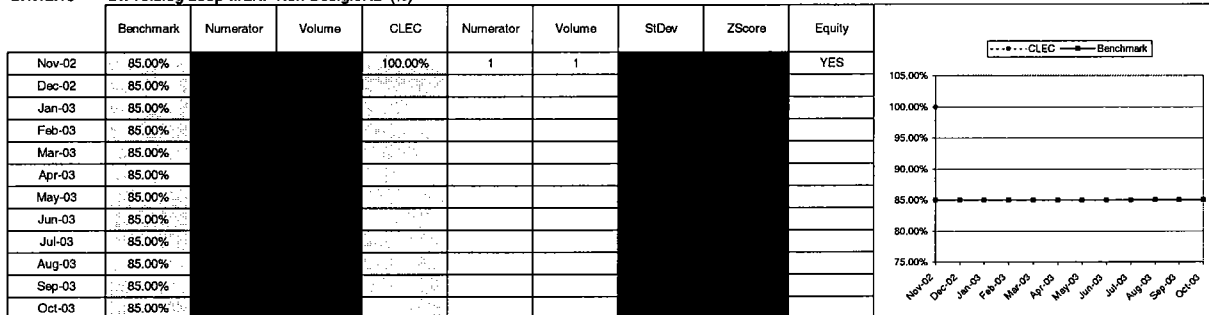 Benchmark Numerator Volume CLEC Numerator Volume StDev ZScore Equity
Nov-02 85.00% 100.00% 1 1 YES
Dec-02 85.00%
Jan-03 85.00%
Feb-03 85.00%
Mar-03 85.00%
Apr-03 85.00%
May-03 85.00%
Jun-03 85.00%
Jul-03 85.00%
Aug-03 85.00%
Sep-03 85.00%
Oct-03 85.00%
CLEC Benchmark
105.00%
100.00%
95.00%
90.00%
85.00%
80.00%
75.00%
Nov-02 Dec-02 Jan-03 Feb-03 Mar-03 Apr-03 May-03 Jun-03 Jul-03 Aug-03 Sep-03 Oct-03